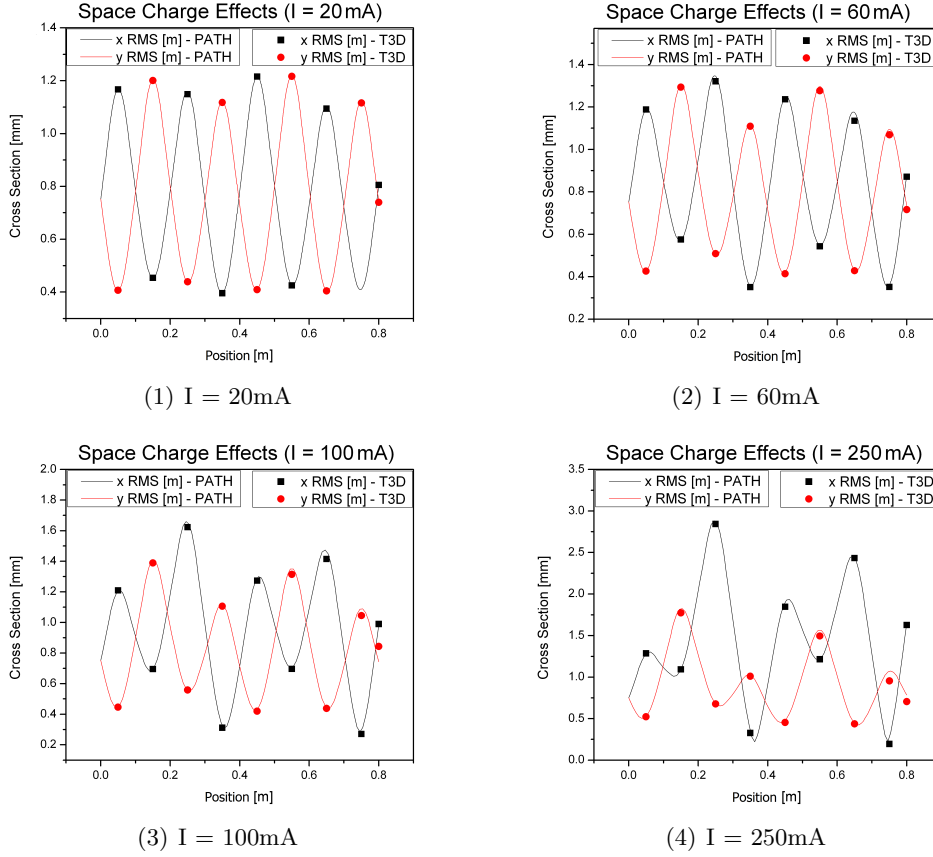 Space Charge Effects (I = 20 mA)
x RMS [m] - PATH
y RMS [m] - PATH
x RMS [m] - T3D
y RMS [m] - T3D
Cross Section [mm]
1.4
1.2
1.0
0.8
0.6
0.4
0.0 0.2 0.4 0.6 0.8
Position [m]
(1) I = 20mA
Space Charge Effects (I = 60 mA)
x RMS [m] - PATH
y RMS [m] - PATH
x RMS [m] - T3D
y RMS [m] - T3D
Cross Section [mm]
1.4
1.2
1.0
0.8
0.6
0.4
0.2
0.0 0.2 0.4 0.6 0.8
Position [m]
(2) I = 60mA
Space Charge Effects (I = 100 mA)
x RMS [m] - PATH
y RMS [m] - PATH
x RMS [m] - T3D
y RMS [m] - T3D
Cross Section [mm]
2.0
1.8
1.6
1.4
1.2
1.0
0.8
0.6
0.4
0.2
0.0 0.2 0.4 0.6 0.8
Position [m]
(3) I = 100mA
Space Charge Effects (I = 250 mA)
x RMS [m] - PATH
y RMS [m] - PATH
x RMS [m] - T3D
y RMS [m] - T3D
Cross Section [mm]
3.5
3.0
2.5
2.0
1.5
1.0
0.5
0.0
0.0 0.2 0.4 0.6 0.8
Position [m]
(4) I = 250mA